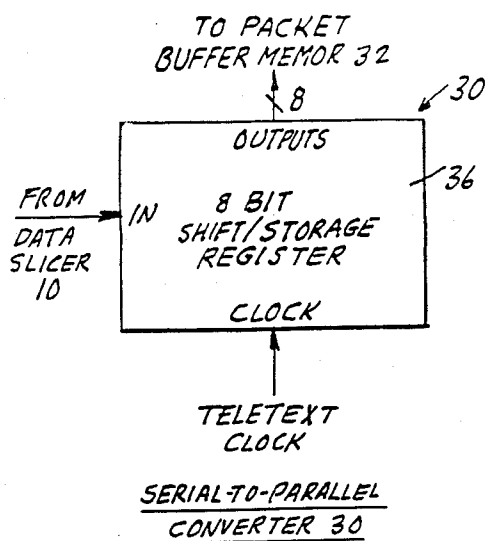 TO PACKET
BUFFER MEMOR 32
8
30
OUTPUTS
36
FROM
DATA
SLICER
10
IN
8 BIT
SHIFT/STORAGE
REGISTER
CLOCK
TELETEXT
CLOCK
SERIAL-TO-PARALLEL
CONVERTER 30